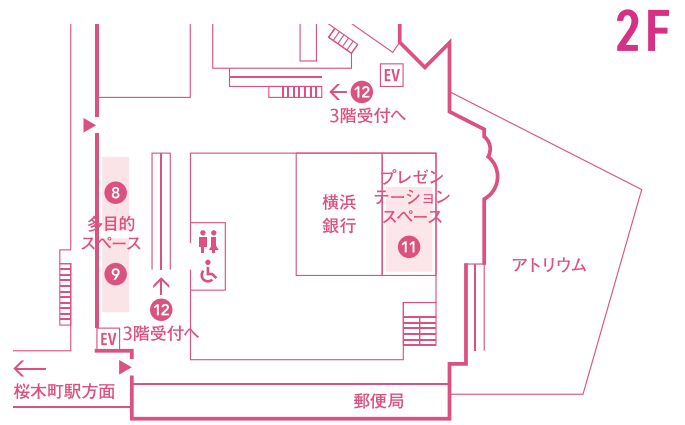 2F
EV
12
3階受付へ
8
多目的
スペース
9
横浜
銀行
プレゼン
テーション
スペース
11
アトリウム
12
3階受付へ
EV
桜木町駅方面
郵便局